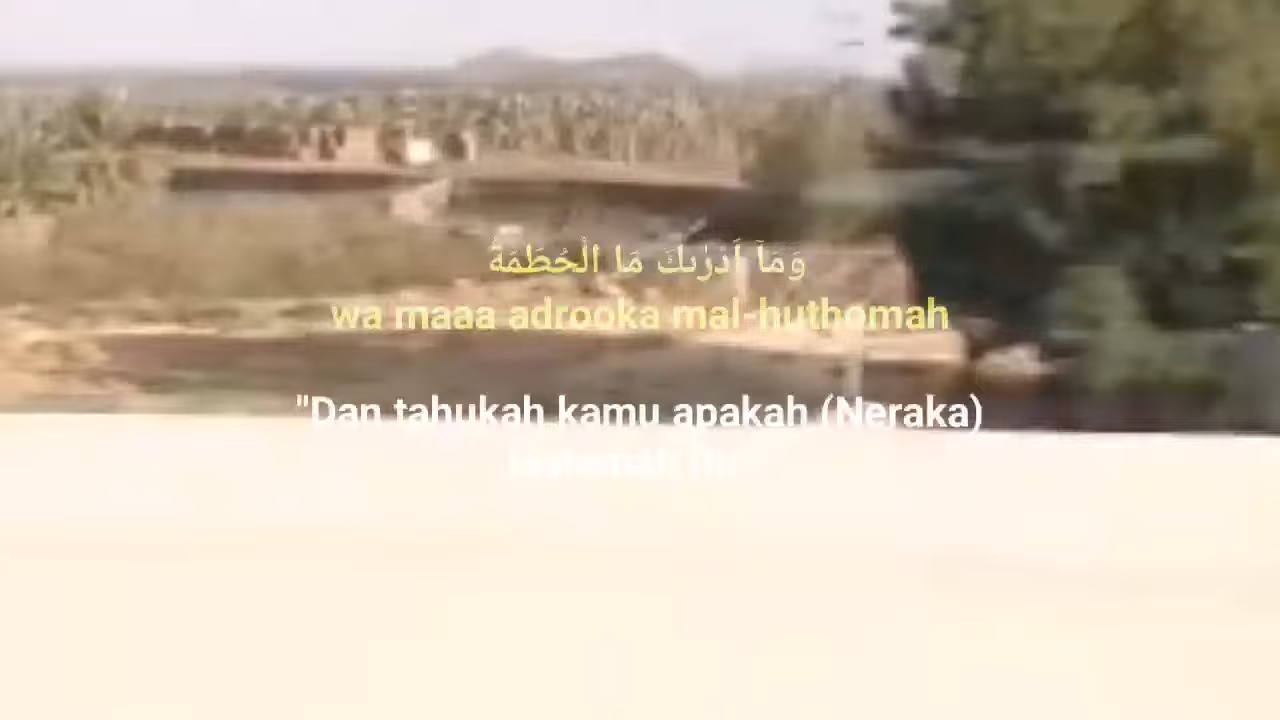 وَمَآ اَدْرٰىكَ مَا الْحُطَمَةُ
wa maaa adrooka mal-huthomah
"Dan tahukah kamu apakah (Neraka)